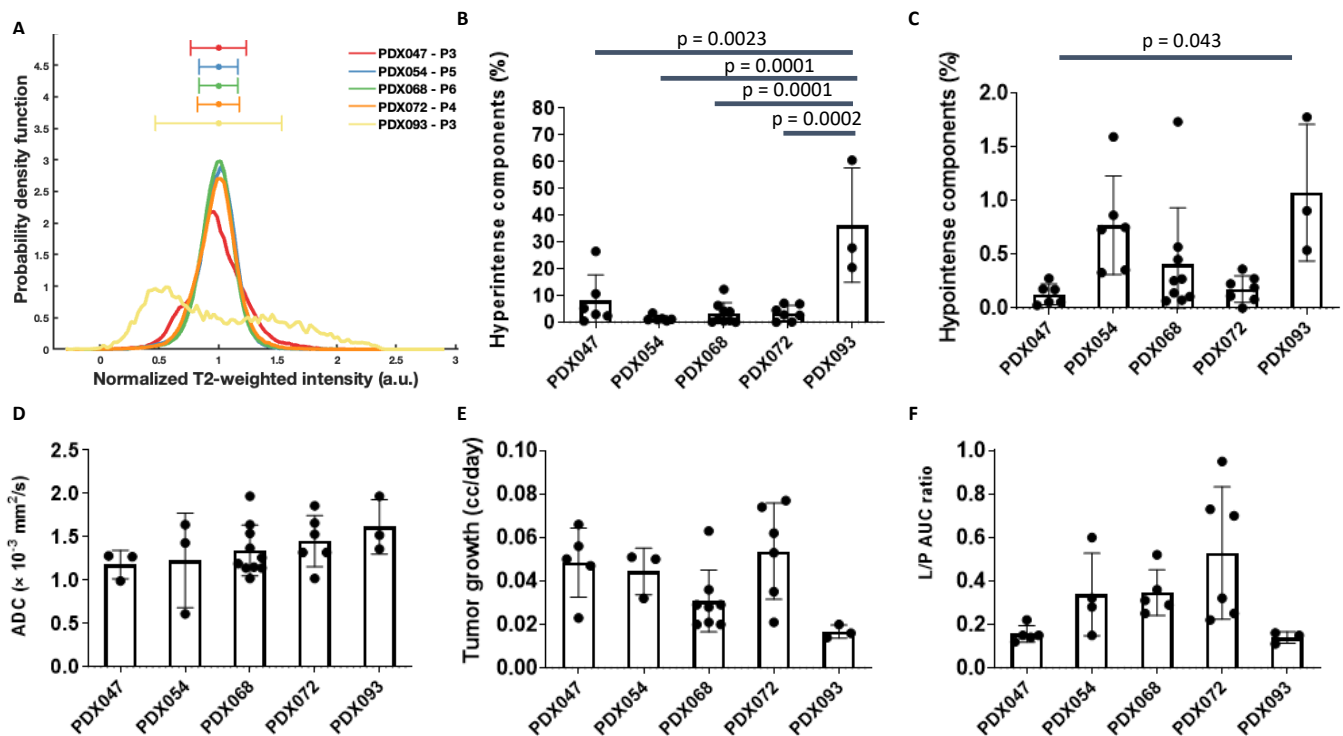 A
Probability density function
4.5
4
3.5
3
2.5
2
1.5
1
0.5
0
0
0.5
1
1.5
2
2.5
3
Normalized T2-weighted intensity (a.u.)
PDX047 - P3
PDX054 - P5
PDX068 - P6
PDX072 - P4
PDX093 - P3
B
p = 0.0023
p = 0.0001
p = 0.0001
p = 0.0002
Hyperintense components (%)
80
70
60
50
40
30
20
10
0
PDX047
PDX054
PDX068
PDX072
PDX093
C
p = 0.043
Hypointense components (%)
2.0
1.5
1.0
0.5
0.0
PDX047
PDX054
PDX068
PDX072
PDX093
D
ADC (× 10⁻³ mm²/s)
2.5
2.0
1.5
1.0
0.5
0.0
PDX047
PDX054
PDX068
PDX072
PDX093
E
Tumor growth (cc/day)
0.10
0.08
0.06
0.04
0.02
0.00
PDX047
PDX054
PDX068
PDX072
PDX093
F
L/P AUC ratio
1.0
0.8
0.6
0.4
0.2
0.0
PDX047
PDX054
PDX068
PDX072
PDX093